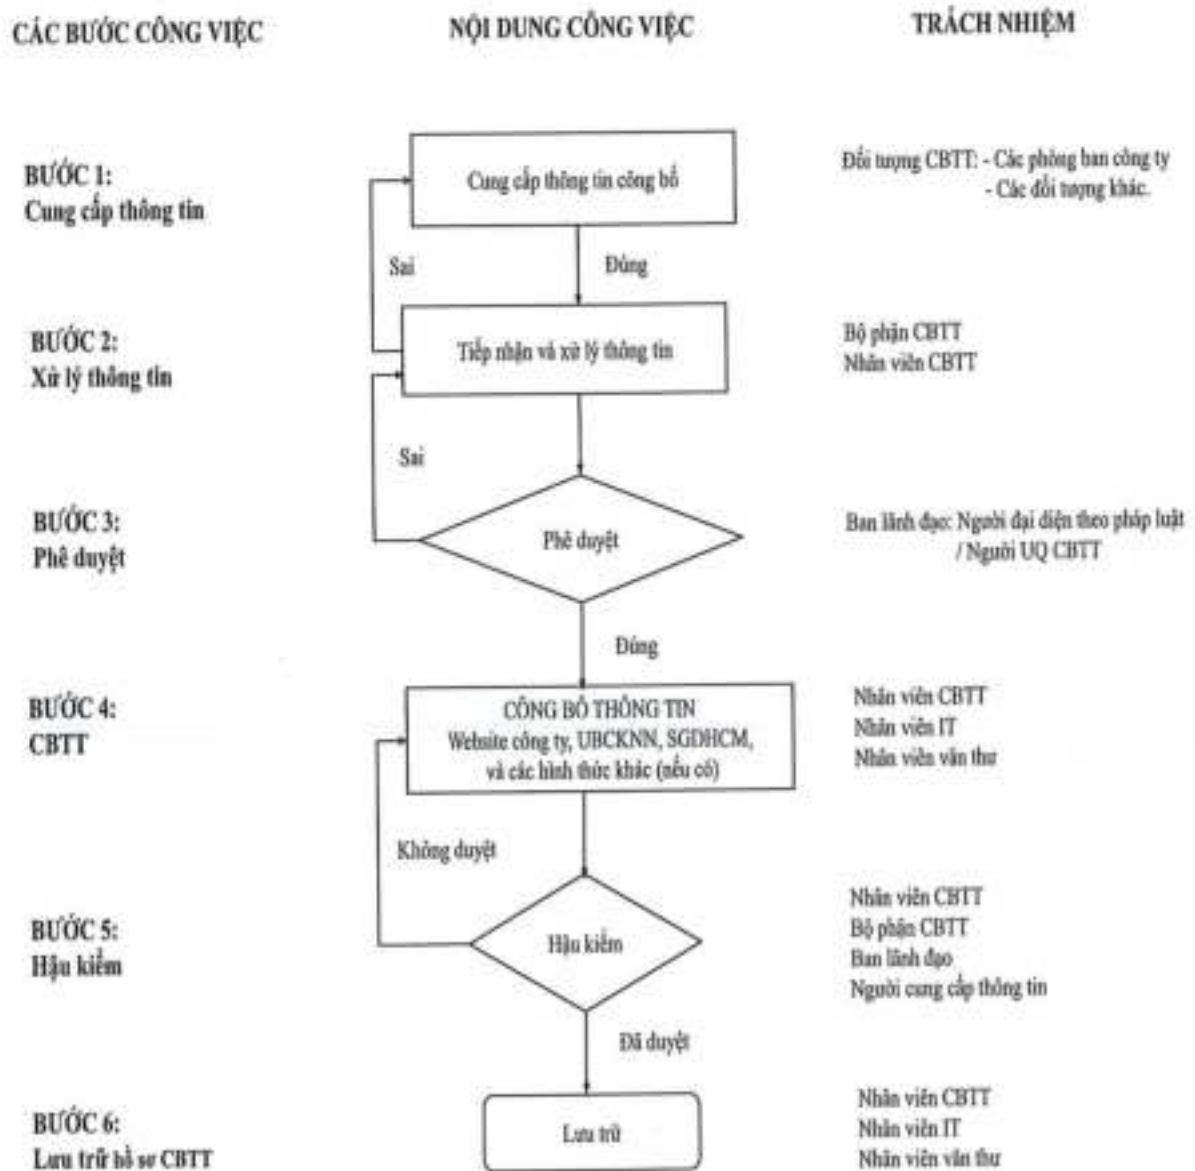 CÁC BƯỚC CÔNG VIỆC
NỘI DUNG CÔNG VIỆC
TRÁCH NHIỆM
BƯỚC 1:
Cung cấp thông tin
Cung cấp thông tin công bố
Đối tượng CBTT: - Các phòng ban công ty
- Các đối tượng khác.
Sai
Đúng
BƯỚC 2:
Xử lý thông tin
Tiếp nhận và xử lý thông tin
Bộ phận CBTT
Nhân viên CBTT
Sai
BƯỚC 3:
Phê duyệt
Phê duyệt
Ban lãnh đạo: Người đại diện theo pháp luật
/ Người UQ CBTT
Đúng
BƯỚC 4:
CBTT
CÔNG BỐ THÔNG TIN
Website công ty, UBCKNN, SGDHCM,
và các hình thức khác (nếu có)
Nhân viên CBTT
Nhân viên IT
Nhân viên văn thư
Không duyệt
BƯỚC 5:
Hậu kiểm
Hậu kiểm
Nhân viên CBTT
Bộ phận CBTT
Ban lãnh đạo
Người cung cấp thông tin
Đã duyệt
BƯỚC 6:
Lưu trữ hồ sơ CBTT
Lưu trữ
Nhân viên CBTT
Nhân viên IT
Nhân viên văn thư